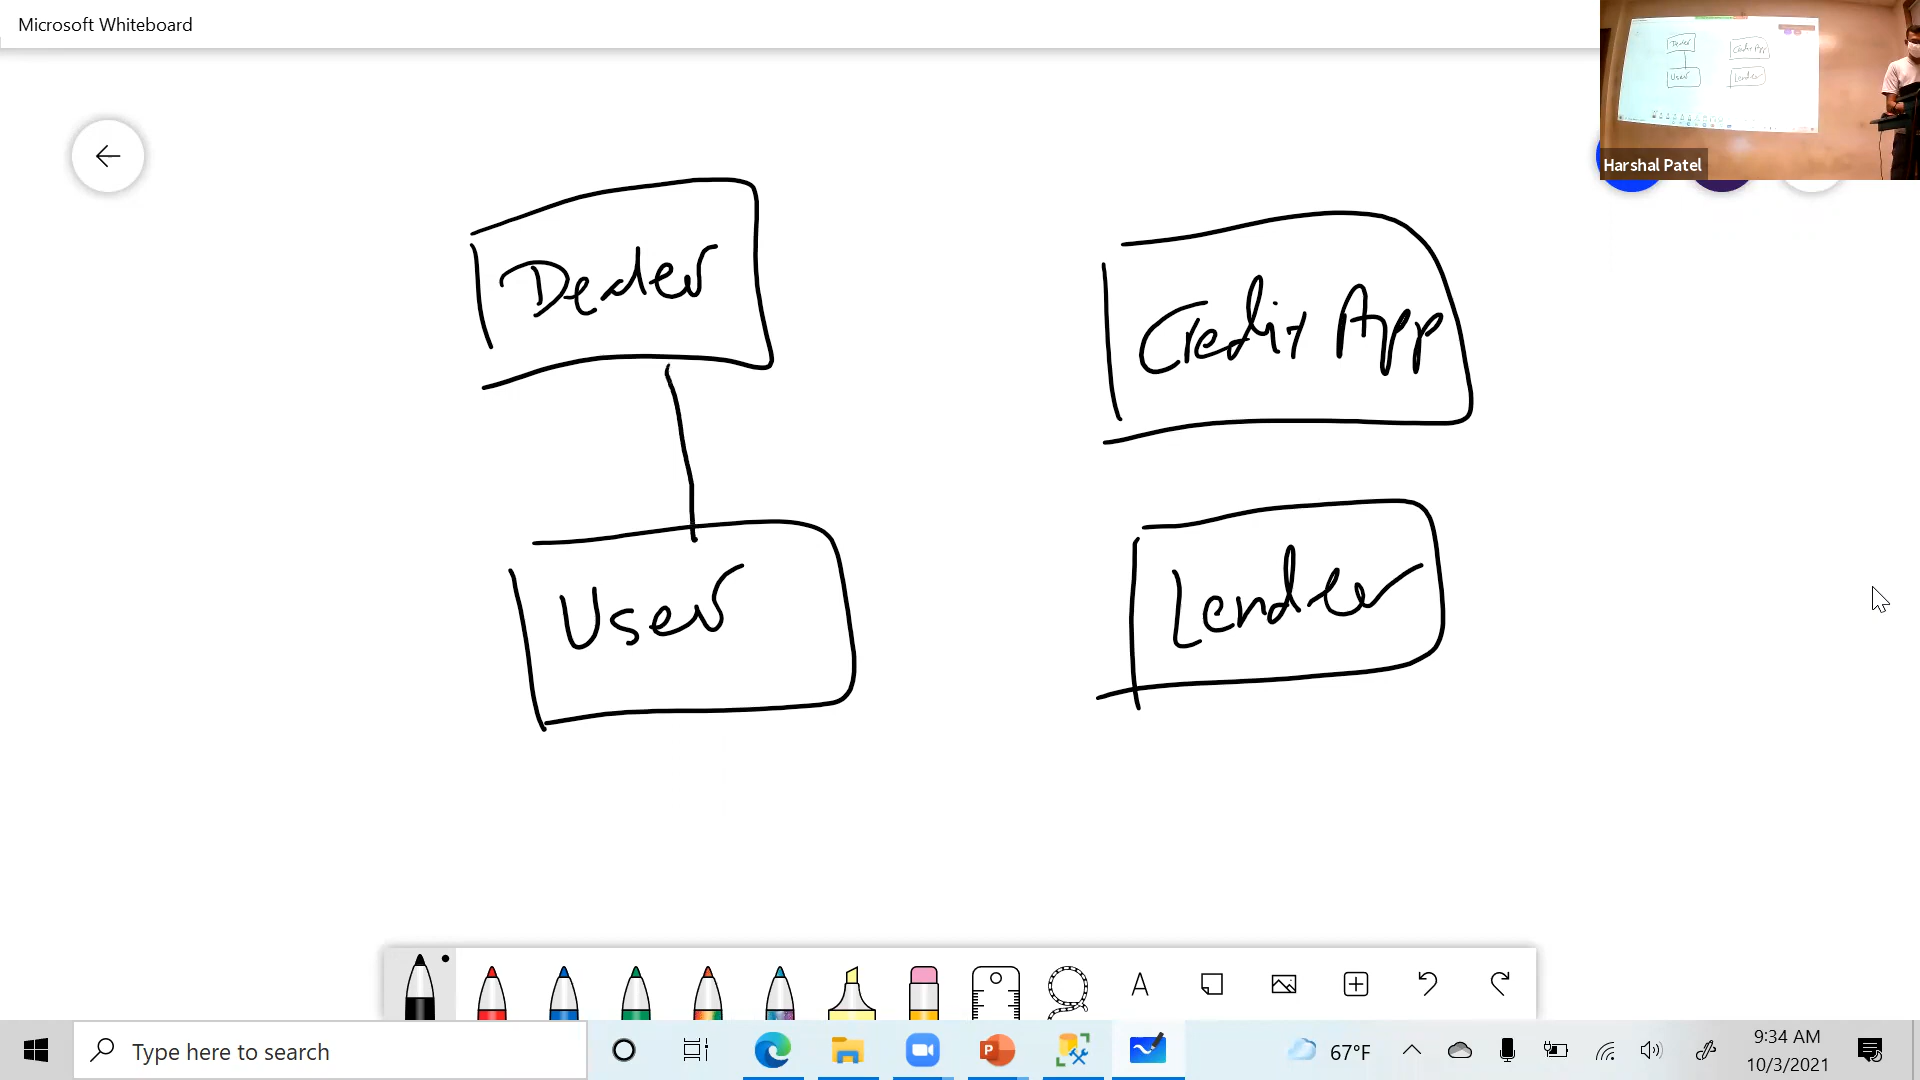 Microsoft Whiteboard
Harshal Patel
Dealer
Credit App
User
Lender
A
Type here to search
P
67°F
9:34 AM
10/3/2021